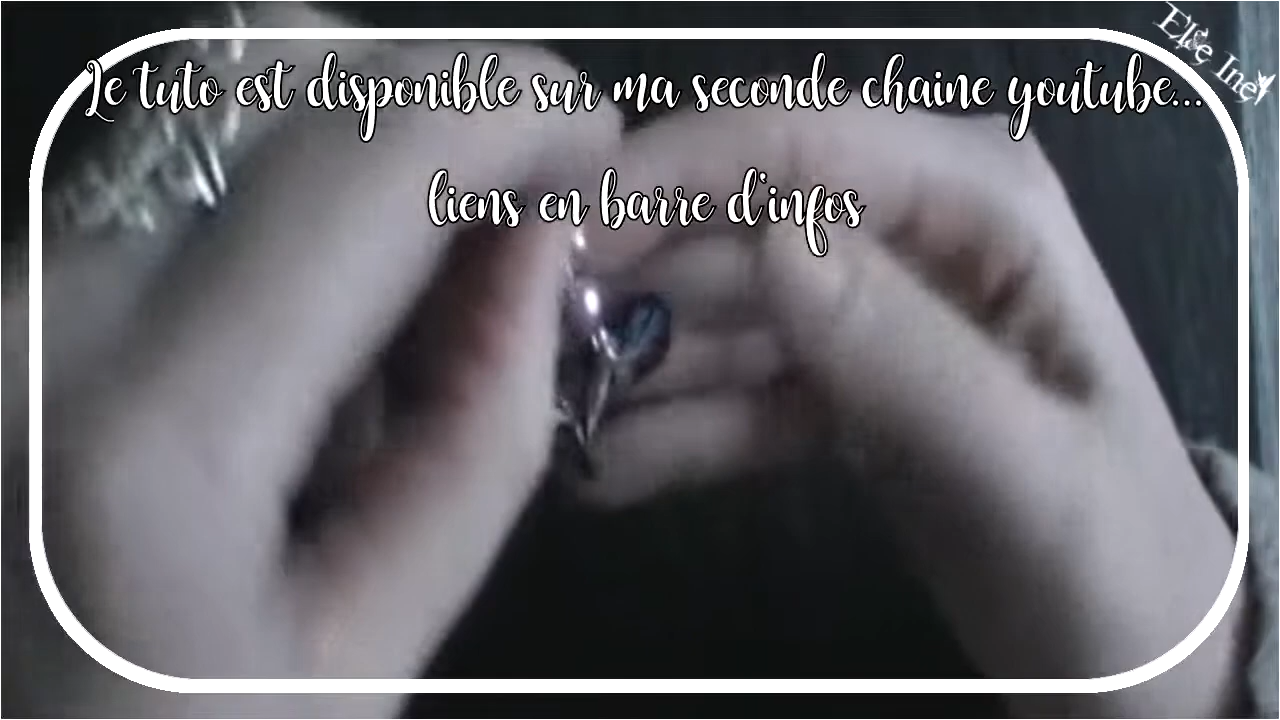 Le tuto est disponible sur ma seconde chaine youtube...
liens en barre d'infos